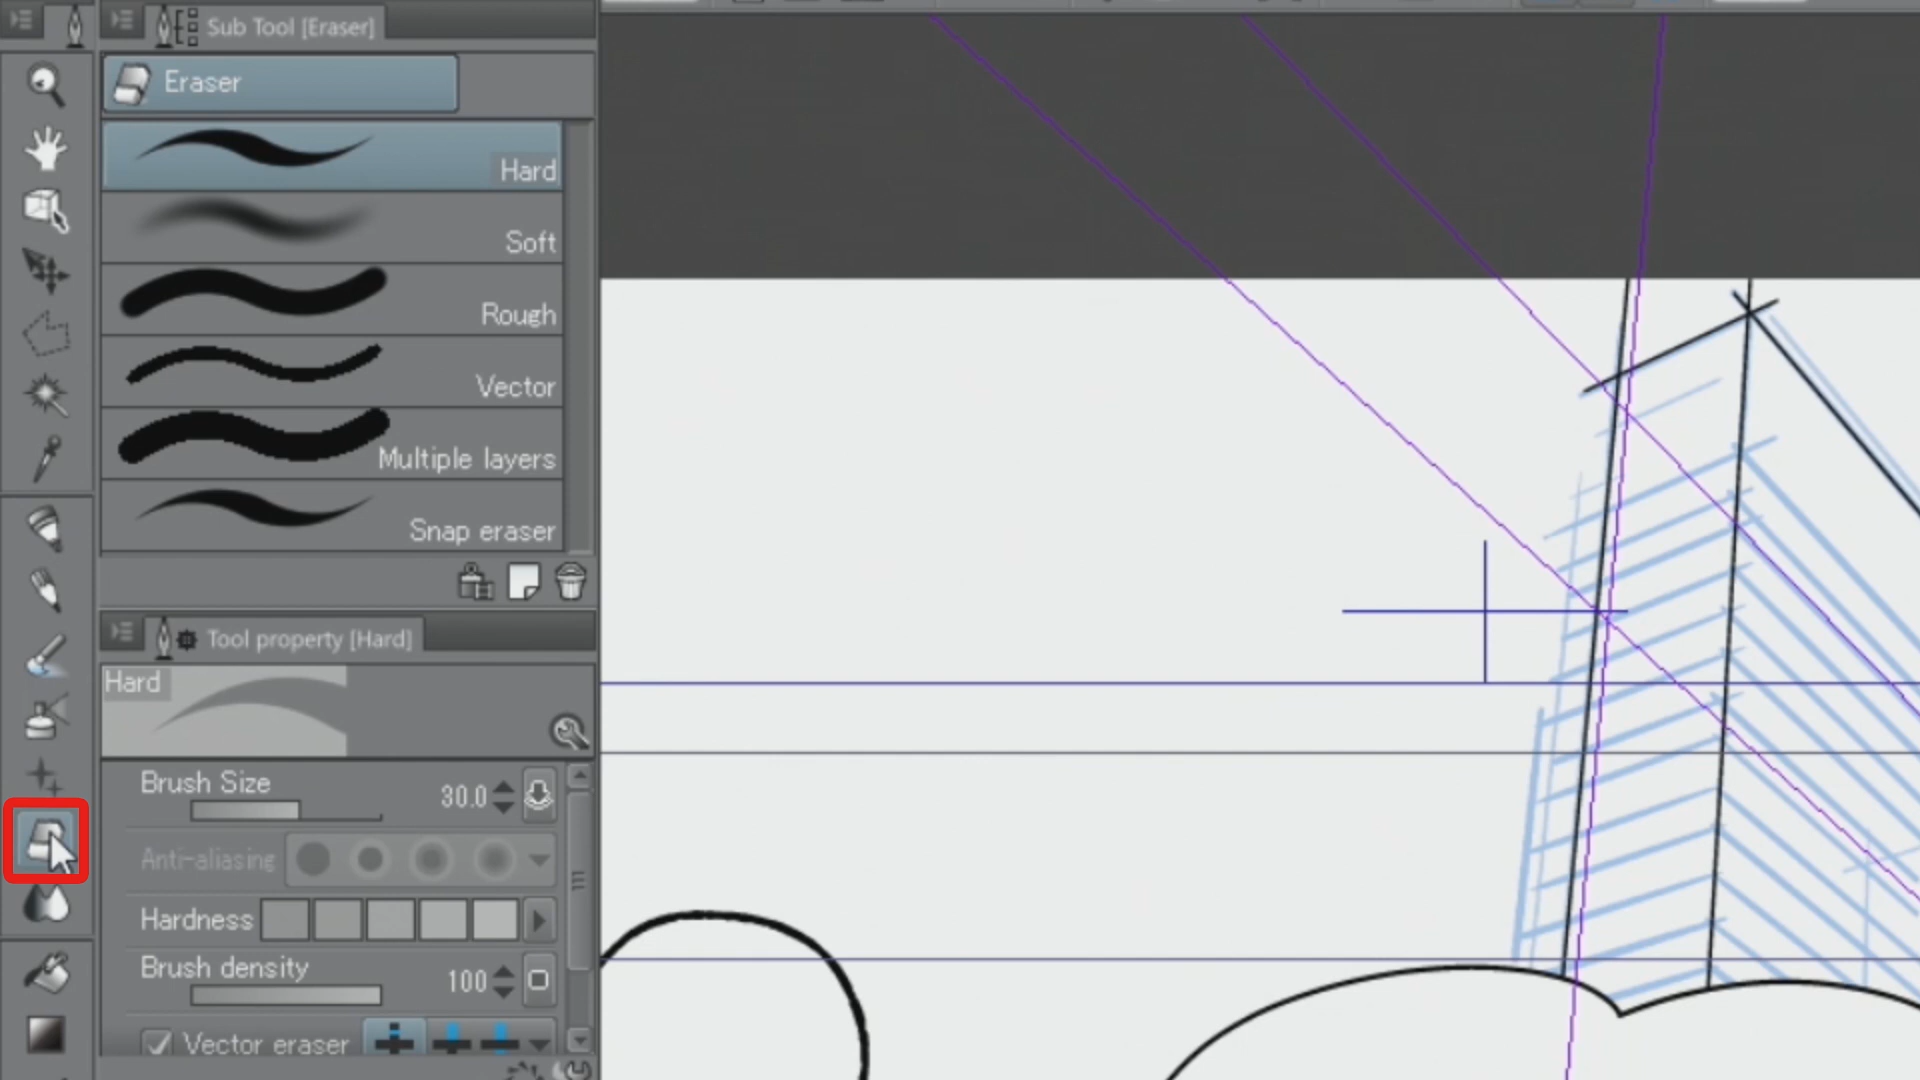 Sub Tool [Eraser]
Eraser
Hard
Soft
Rough
Vector
Multiple layers
Snap eraser
Tool property [Hard]
Hard
Brush Size 30.0
Anti-aliasing
Hardness
Brush density 100
Vector eraser